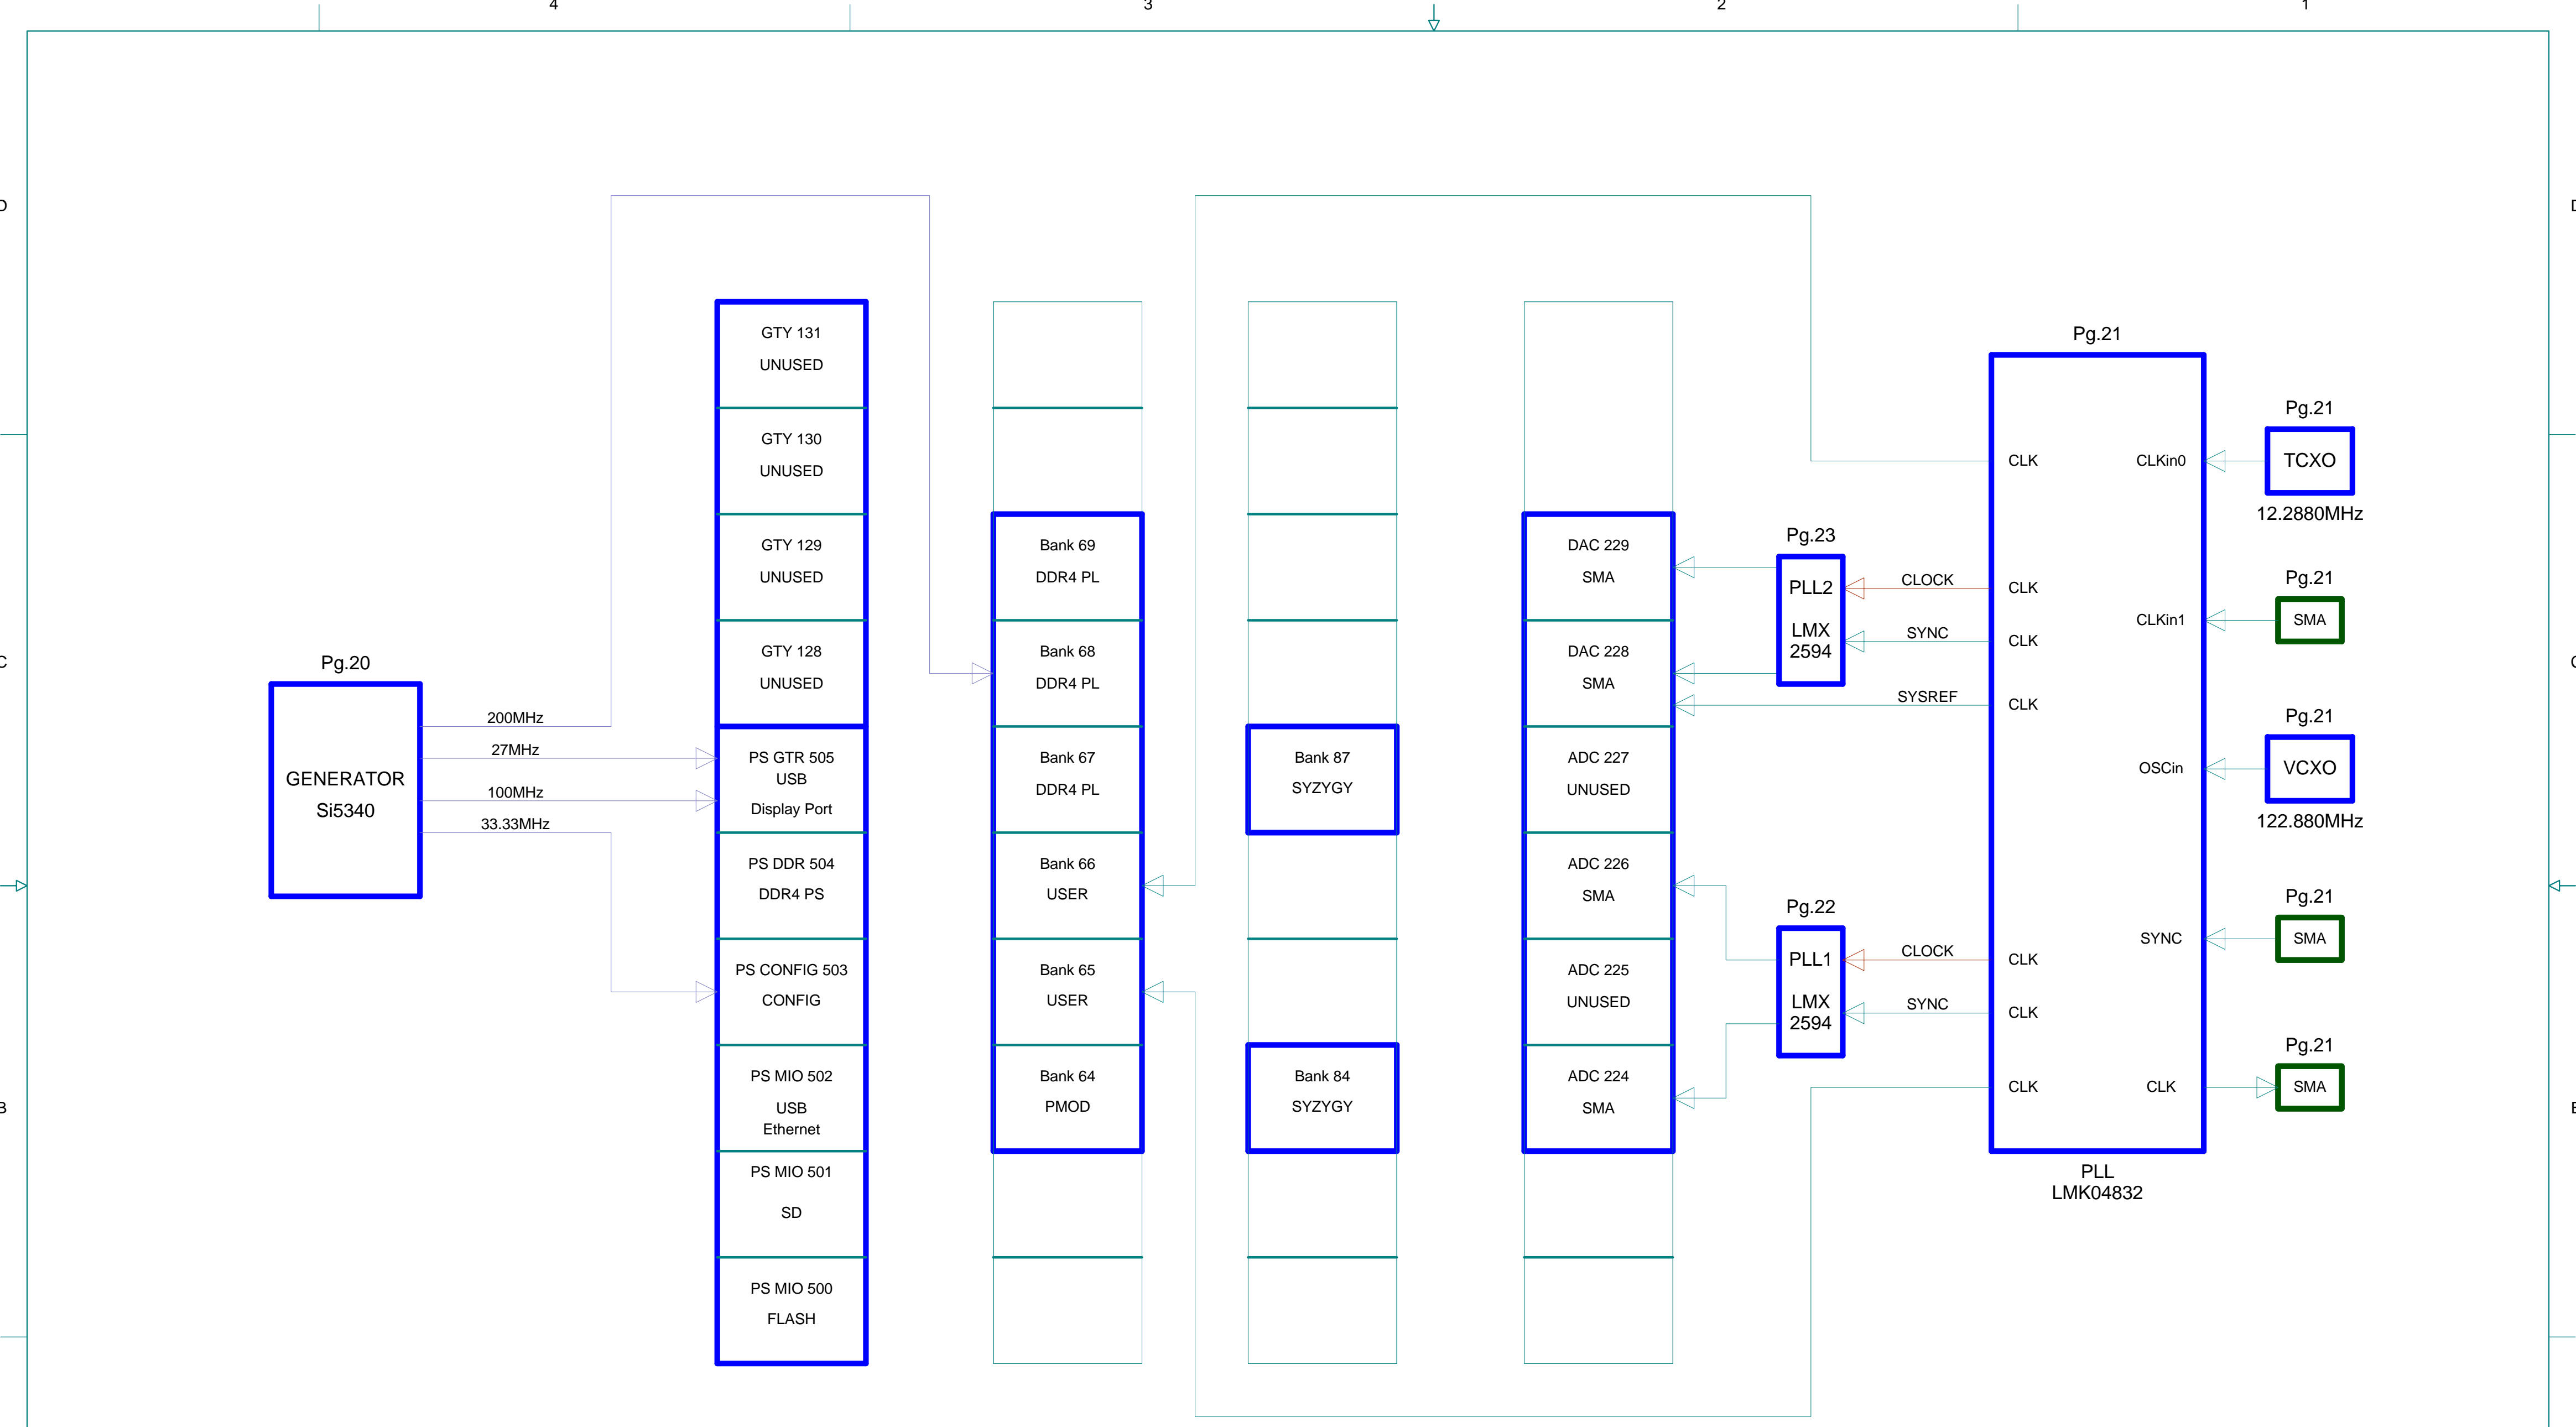 4
3
2
1
D
C
B
GENERATOR
Si5340
Pg.20
200MHz
27MHz
100MHz
33.33MHz
GTY 131
UNUSED
GTY 130
UNUSED
GTY 129
UNUSED
GTY 128
UNUSED
PS GTR 505
USB
Display Port
PS DDR 504
DDR4 PS
PS CONFIG 503
CONFIG
PS MIO 502
USB
Ethernet
PS MIO 501
SD
PS MIO 500
FLASH
Bank 69
DDR4 PL
Bank 68
DDR4 PL
Bank 67
DDR4 PL
Bank 66
USER
Bank 65
USER
Bank 64
PMOD
Bank 87
SYZYGY
Bank 84
SYZYGY
DAC 229
SMA
DAC 228
SMA
ADC 227
UNUSED
ADC 226
SMA
ADC 225
UNUSED
ADC 224
SMA
Pg.23
PLL2
LMX
2594
CLOCK
SYNC
SYSREF
Pg.22
PLL1
LMX
2594
CLOCK
SYNC
Pg.21
CLK
CLK
CLK
CLK
CLK
CLK
CLK
CLKin0
CLKin1
OSCin
SYNC
CLK
PLL
LMK04832
Pg.21
TCXO
12.2880MHz
Pg.21
SMA
Pg.21
VCXO
122.880MHz
Pg.21
SMA
Pg.21
SMA